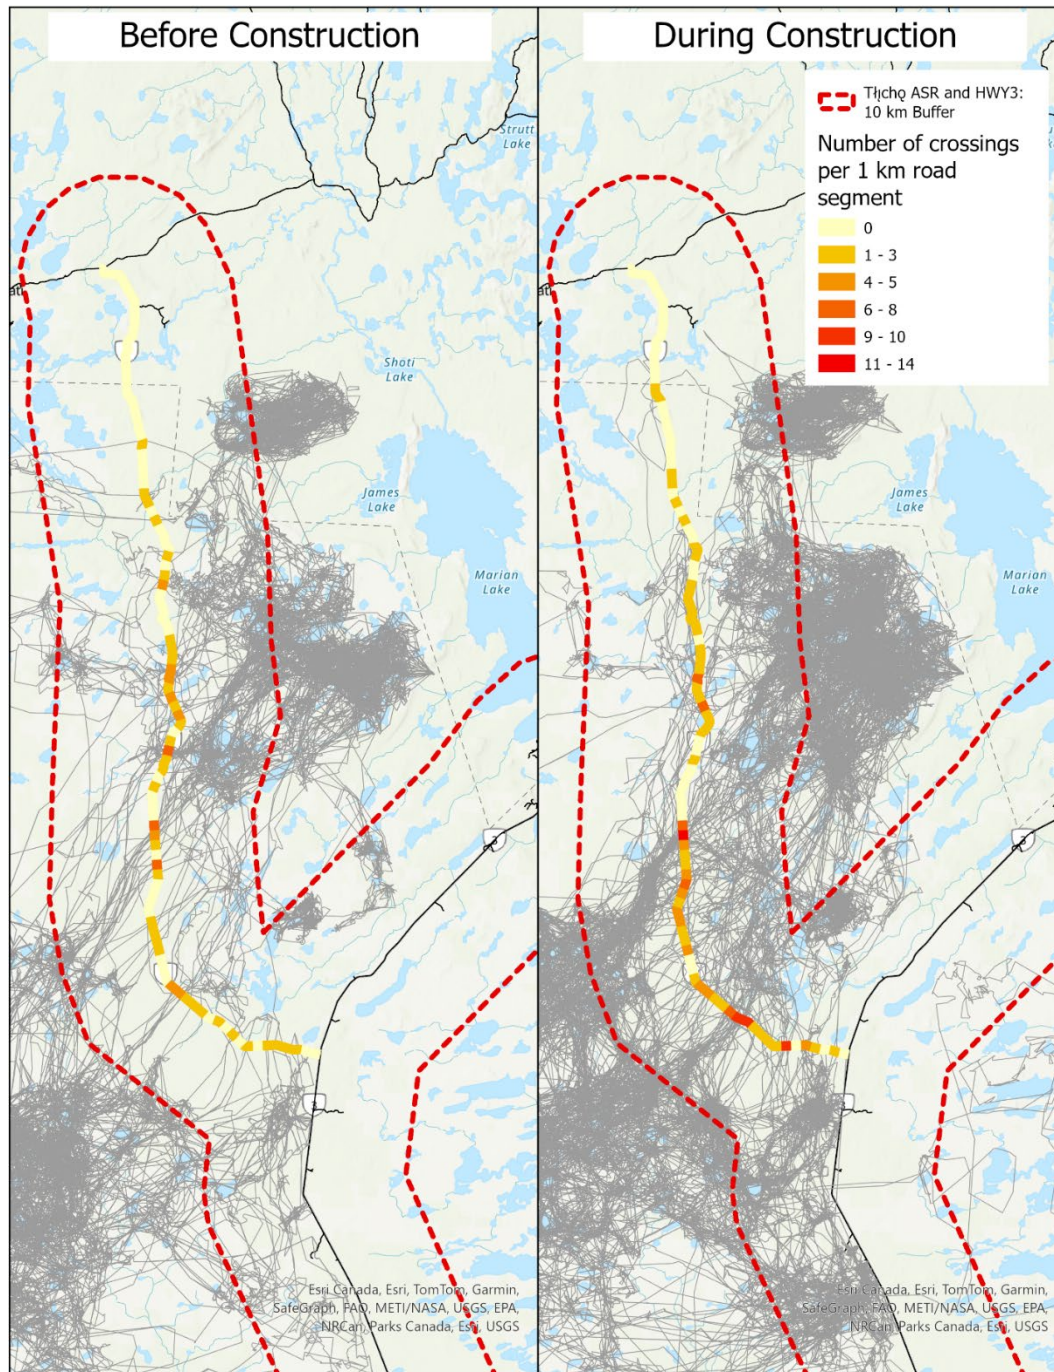 Before Construction
During Construction
Tłı̨chǫ ASR and HWY3:
10 km Buffer
Number of crossings
per 1 km road
segment
0
1 - 3
4 - 5
6 - 8
9 - 10
11 - 14
Strutt
Lake
Shoti
Lake
James
Lake
Marian
Lake
3
Esri Canada, Esri, TomTom, Garmin,
SafeGraph, FAO, METI/NASA, USGS, EPA,
NRCan, Parks Canada, Esri, USGS
James
Lake
Marian
Lake
3
Esri Canada, Esri, TomTom, Garmin,
SafeGraph, FAO, METI/NASA, USGS, EPA,
NRCan, Parks Canada, Esri, USGS